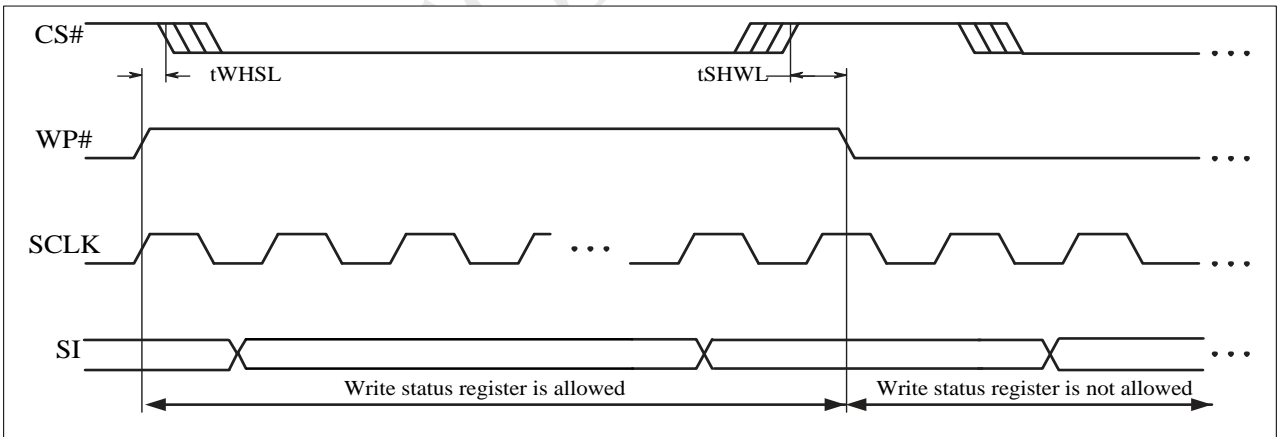 CS#
tWHSL
tSHWL
WP#
SCLK
SI
Write status register is allowed
Write status register is not allowed